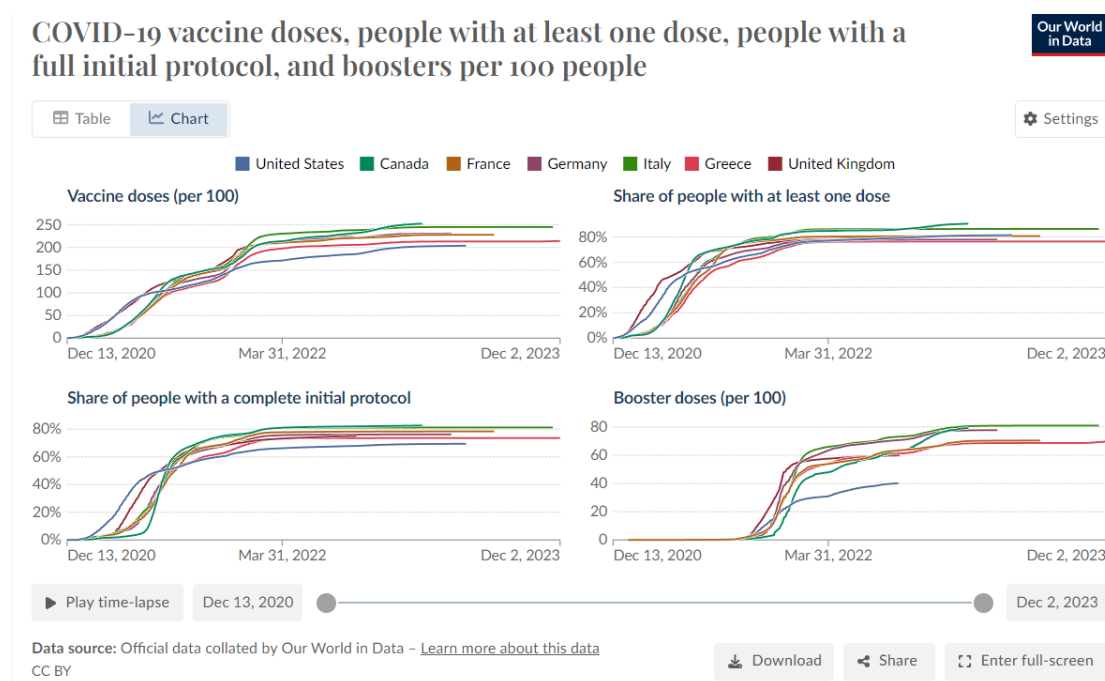 COVID-19 vaccine doses, people with at least one dose, people with a
full initial protocol, and boosters per 100 people
Our World
in Data
Table
Chart
Settings
United States
Canada
France
Germany
Italy
Greece
United Kingdom
Vaccine doses (per 100)
250
200
150
100
50
0
Dec 13, 2020
Mar 31, 2022
Dec 2, 2023
Share of people with at least one dose
80%
60%
40%
20%
0%
Dec 13, 2020
Mar 31, 2022
Dec 2, 2023
Share of people with a complete initial protocol
80%
60%
40%
20%
0%
Dec 13, 2020
Mar 31, 2022
Dec 2, 2023
Booster doses (per 100)
80
60
40
20
0
Dec 13, 2020
Mar 31, 2022
Dec 2, 2023
Play time-lapse
Dec 13, 2020
Dec 2, 2023
Data source: Official data collated by Our World in Data – Learn more about this data
CC BY
Download
Share
Enter full-screen